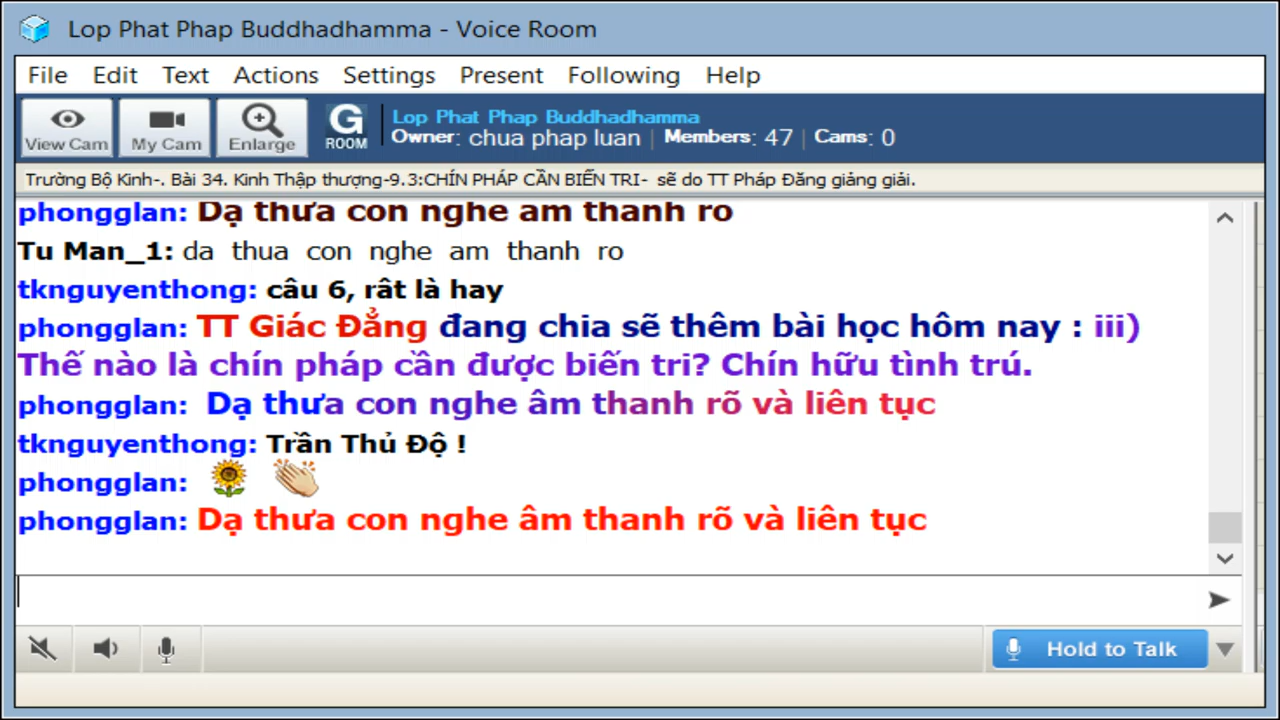 Lop Phat Phap Buddhadhamma - Voice Room
File Edit Text Actions Settings Present Following Help
View Cam My Cam Enlarge G ROOM
Lop Phat Phap Buddhadhamma
Owner: chua phap luan | Members: 47 | Cams: 0
Trường Bộ Kinh-. Bài 34. Kinh Thập thượng-9.3:CHÍN PHÁP CẦN BIẾN TRI- sẽ do TT Pháp Đăng giảng giải.
phongglan: Dạ thưa con nghe âm thanh rõ
Tu Man_1: da thua con nghe am thanh ro
tknguyenthong: câu 6, rât là hay
phongglan: TT Giác Đẳng đang chia sẽ thêm bài học hôm nay : iii)
Thế nào là chín pháp cần được biến tri? Chín hữu tình trú.
phongglan: Dạ thưa con nghe âm thanh rõ và liên tục
tknguyenthong: Trần Thủ Độ !
phongglan:
phongglan: Dạ thưa con nghe âm thanh rõ và liên tục
Hold to Talk